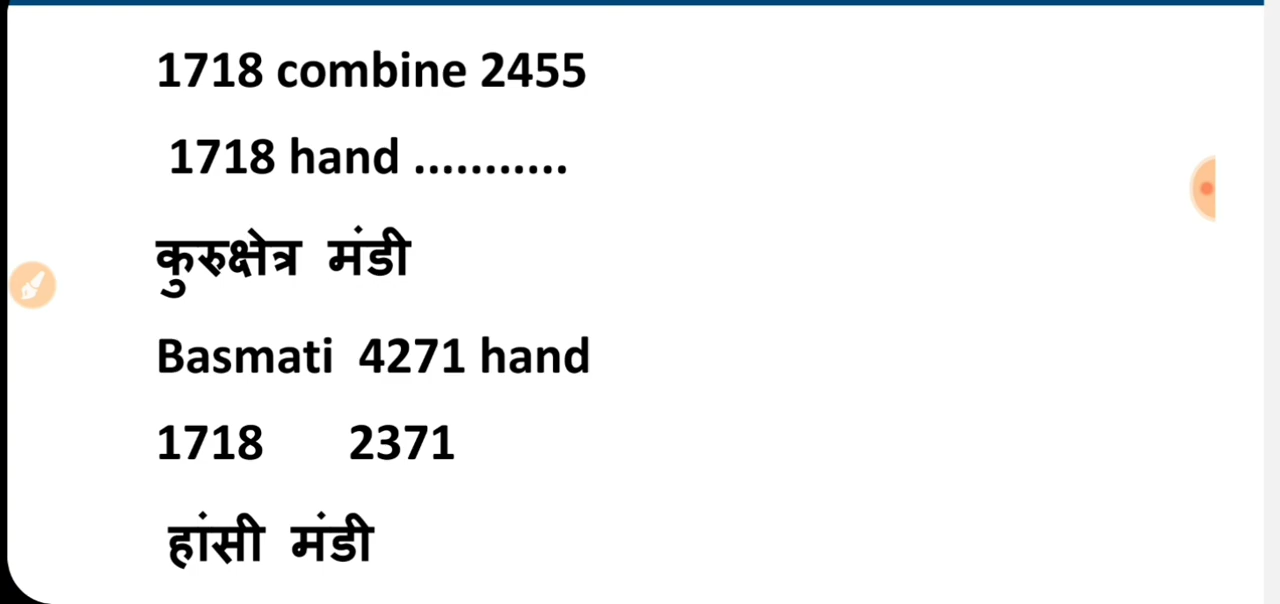 1718 combine 2455
1718 hand ...........
कुरुक्षेत्र मंडी
Basmati 4271 hand
1718 2371
हांसी मंडी